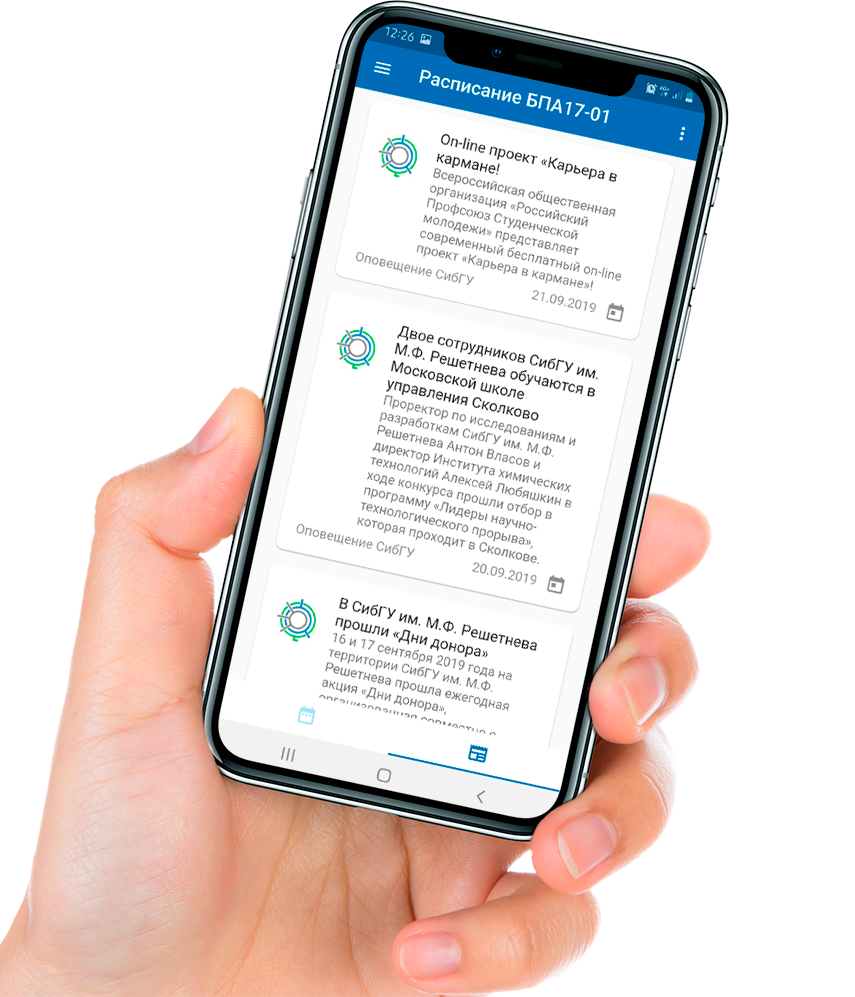 12:26
Расписание БПА17-01
On-line проект «Карьера в
кармане!
Всероссийская общественная
организация «Российский
Профсоюз Студенческой
молодежи» представляет
современный бесплатный on-line
проект «Карьера в кармане»!
Оповещение СибГУ
21.09.2019
Двое сотрудников СибГУ им.
М.Ф. Решетнева обучаются в
Московской школе
управления Сколково
Проректор по исследованиям и
разработкам СибГУ им. М.Ф.
Решетнева Антон Власов и
директор Института химических
технологий Алексей Любяшкин в
ходе конкурса прошли отбор в
программу «Лидеры научно-
технологического прорыва»,
которая проходит в Сколкове.
Оповещение СибГУ
20.09.2019
В СибГУ им. М.Ф. Решетнева
прошли «Дни донора»
16 и 17 сентября 2019 года на
территории СибГУ им. М.Ф.
Решетнева прошла ежегодная
акция «Дни донора»,
организованная совместно с